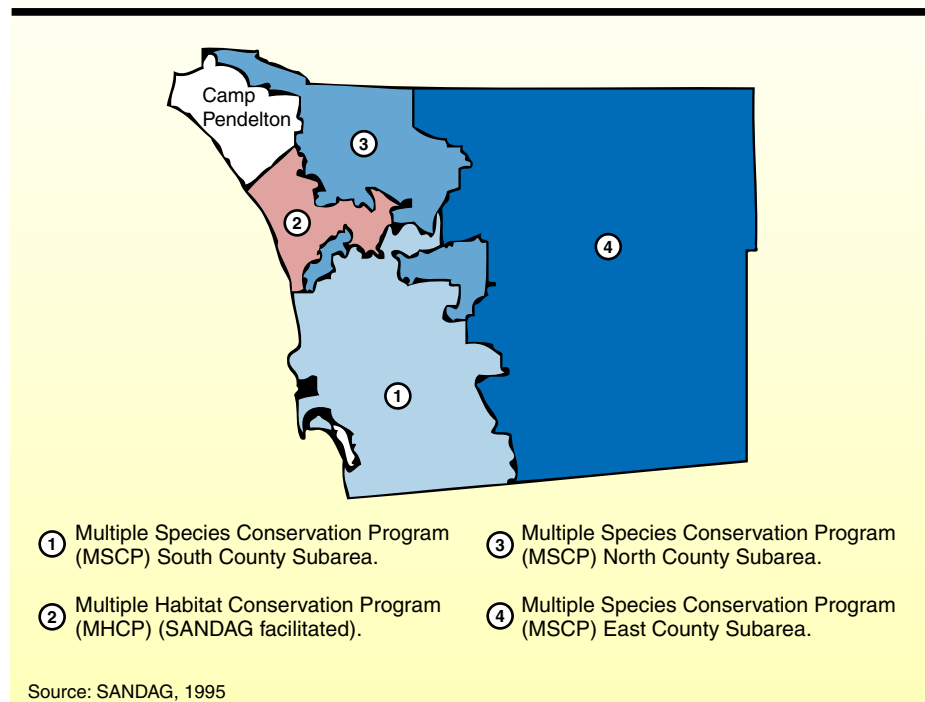 Camp
Pendelton
3
2
4
1
1 Multiple Species Conservation Program
(MSCP) South County Subarea.
2 Multiple Habitat Conservation Program
(MHCP) (SANDAG facilitated).
3 Multiple Species Conservation Program
(MSCP) North County Subarea.
4 Multiple Species Conservation Program
(MSCP) East County Subarea.
Source: SANDAG, 1995